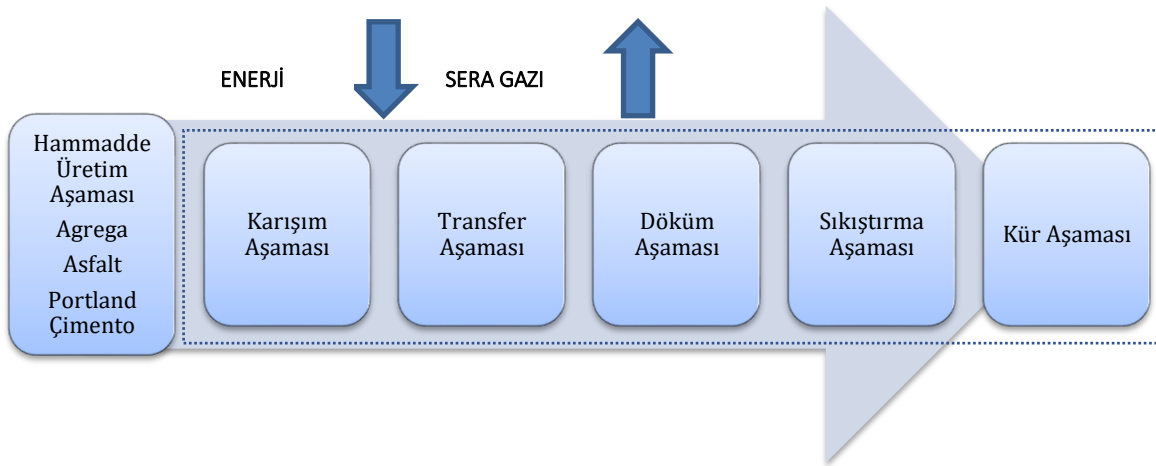 ENERJİ
SERA GAZI
Hammadde
Üretim
Aşaması
Agrega
Asfalt
Portland
Çimento
Karışım
Aşaması
Transfer
Aşaması
Döküm
Aşaması
Sıkıştırma
Aşaması
Kür Aşaması